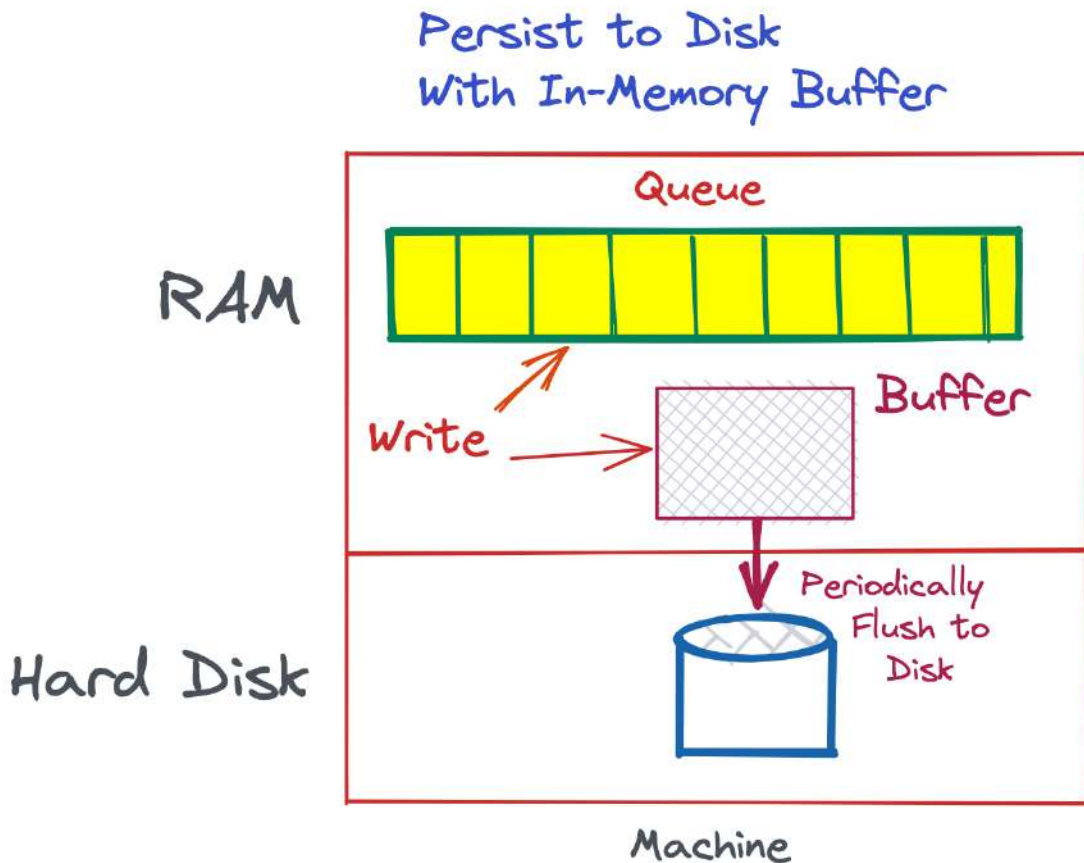 Persist to Disk
With In-Memory Buffer
Queue
RAM
Buffer
Write
Periodically
Flush to
Disk
Hard Disk
Machine